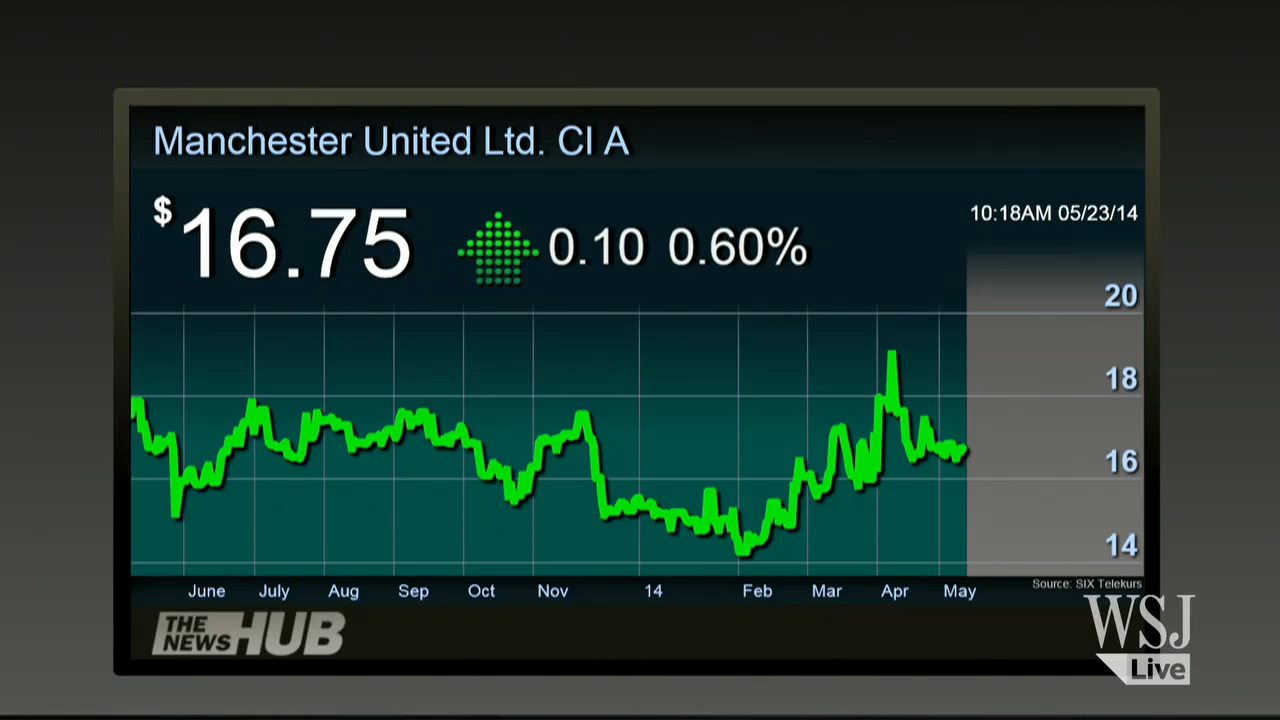 Manchester United Ltd. Cl A
$16.75 0.10 0.60%
10:18AM 05/23/14
20
18
16
14
June July Aug Sep Oct Nov 14 Feb Mar Apr May
Source: SIX Telekurs
THE NEWS HUB
WSJ
Live